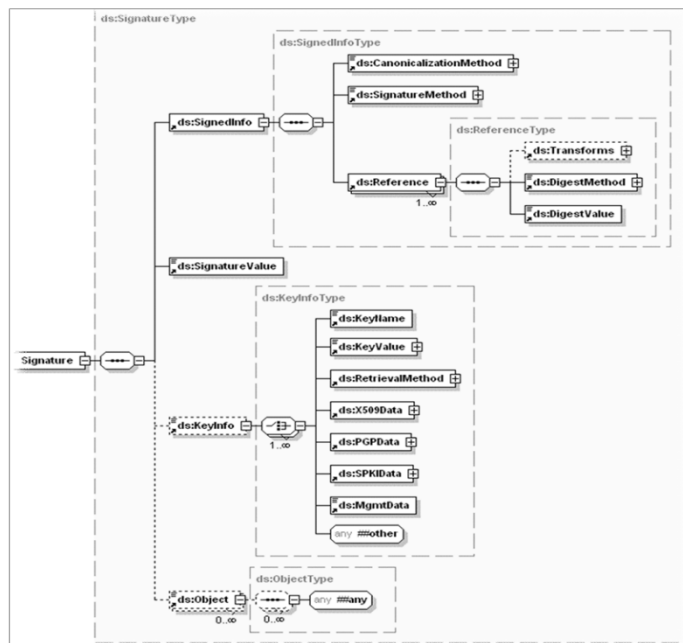 ds:SignatureType
ds:SignedInfoType
ds:CanonicalizationMethod
ds:SignatureMethod
ds:SignedInfo
ds:ReferenceType
ds:Transforms
ds:Reference
1..∞
ds:DigestMethod
ds:DigestValue
ds:SignatureValue
ds:KeyInfoType
ds:KeyName
ds:KeyValue
Signature
ds:RetrievalMethod
ds:X509Data
ds:KeyInfo
1..∞
ds:PGPData
ds:SPKIData
ds:MgmtData
any ##other
ds:ObjectType
ds:Object
0..∞
0..∞
any ##any